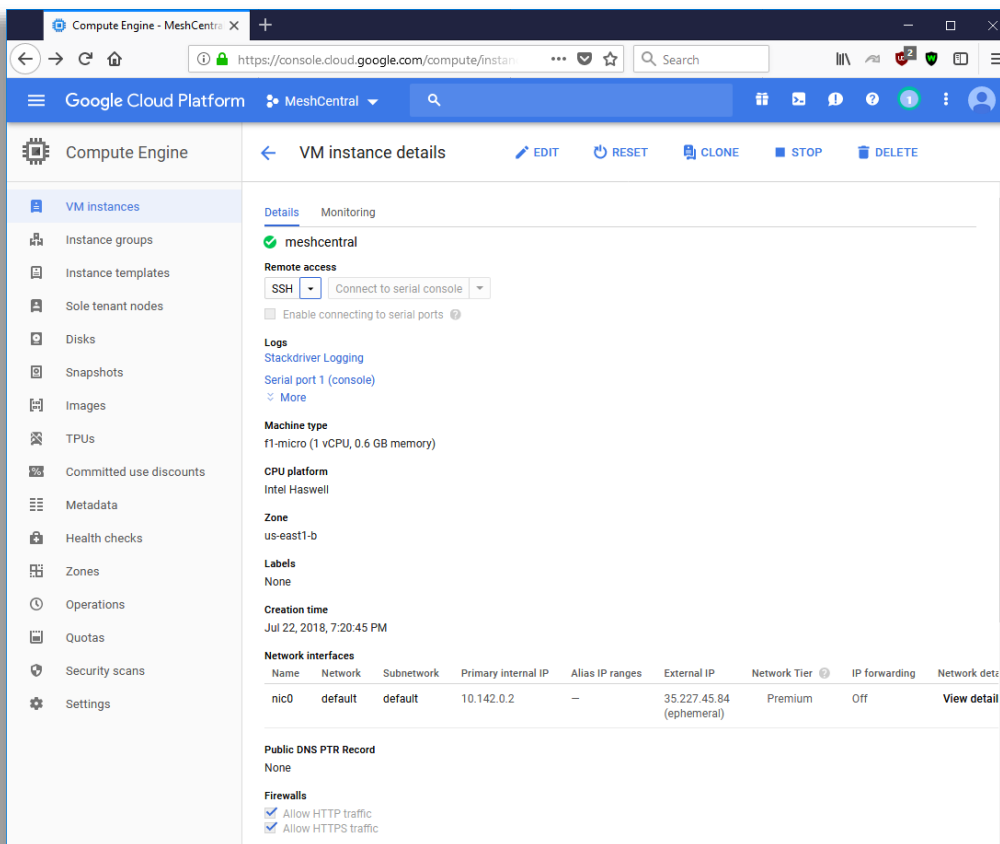 Compute Engine - MeshCentra
https://console.cloud.google.com/compute/instan
Search
2
Google Cloud Platform
MeshCentral
1
Compute Engine
VM instance details
EDIT
RESET
CLONE
STOP
DELETE
VM instances
Instance groups
Instance templates
Sole tenant nodes
Disks
Snapshots
Images
TPUs
Committed use discounts
Metadata
Health checks
Zones
Operations
Quotas
Security scans
Settings
Details Monitoring
meshcentral
Remote access
SSH Connect to serial console
Enable connecting to serial ports
Logs
Stackdriver Logging
Serial port 1 (console)
More
Machine type
f1-micro (1 vCPU, 0.6 GB memory)
CPU platform
Intel Haswell
Zone
us-east1-b
Labels
None
Creation time
Jul 22, 2018, 7:20:45 PM
Network interfaces
Name Network Subnetwork Primary internal IP Alias IP ranges External IP Network Tier IP forwarding Network deta
nic0 default default 10.142.0.2 — 35.227.45.84 Premium Off View detail
(ephemeral)
Public DNS PTR Record
None
Firewalls
Allow HTTP traffic
Allow HTTPS traffic